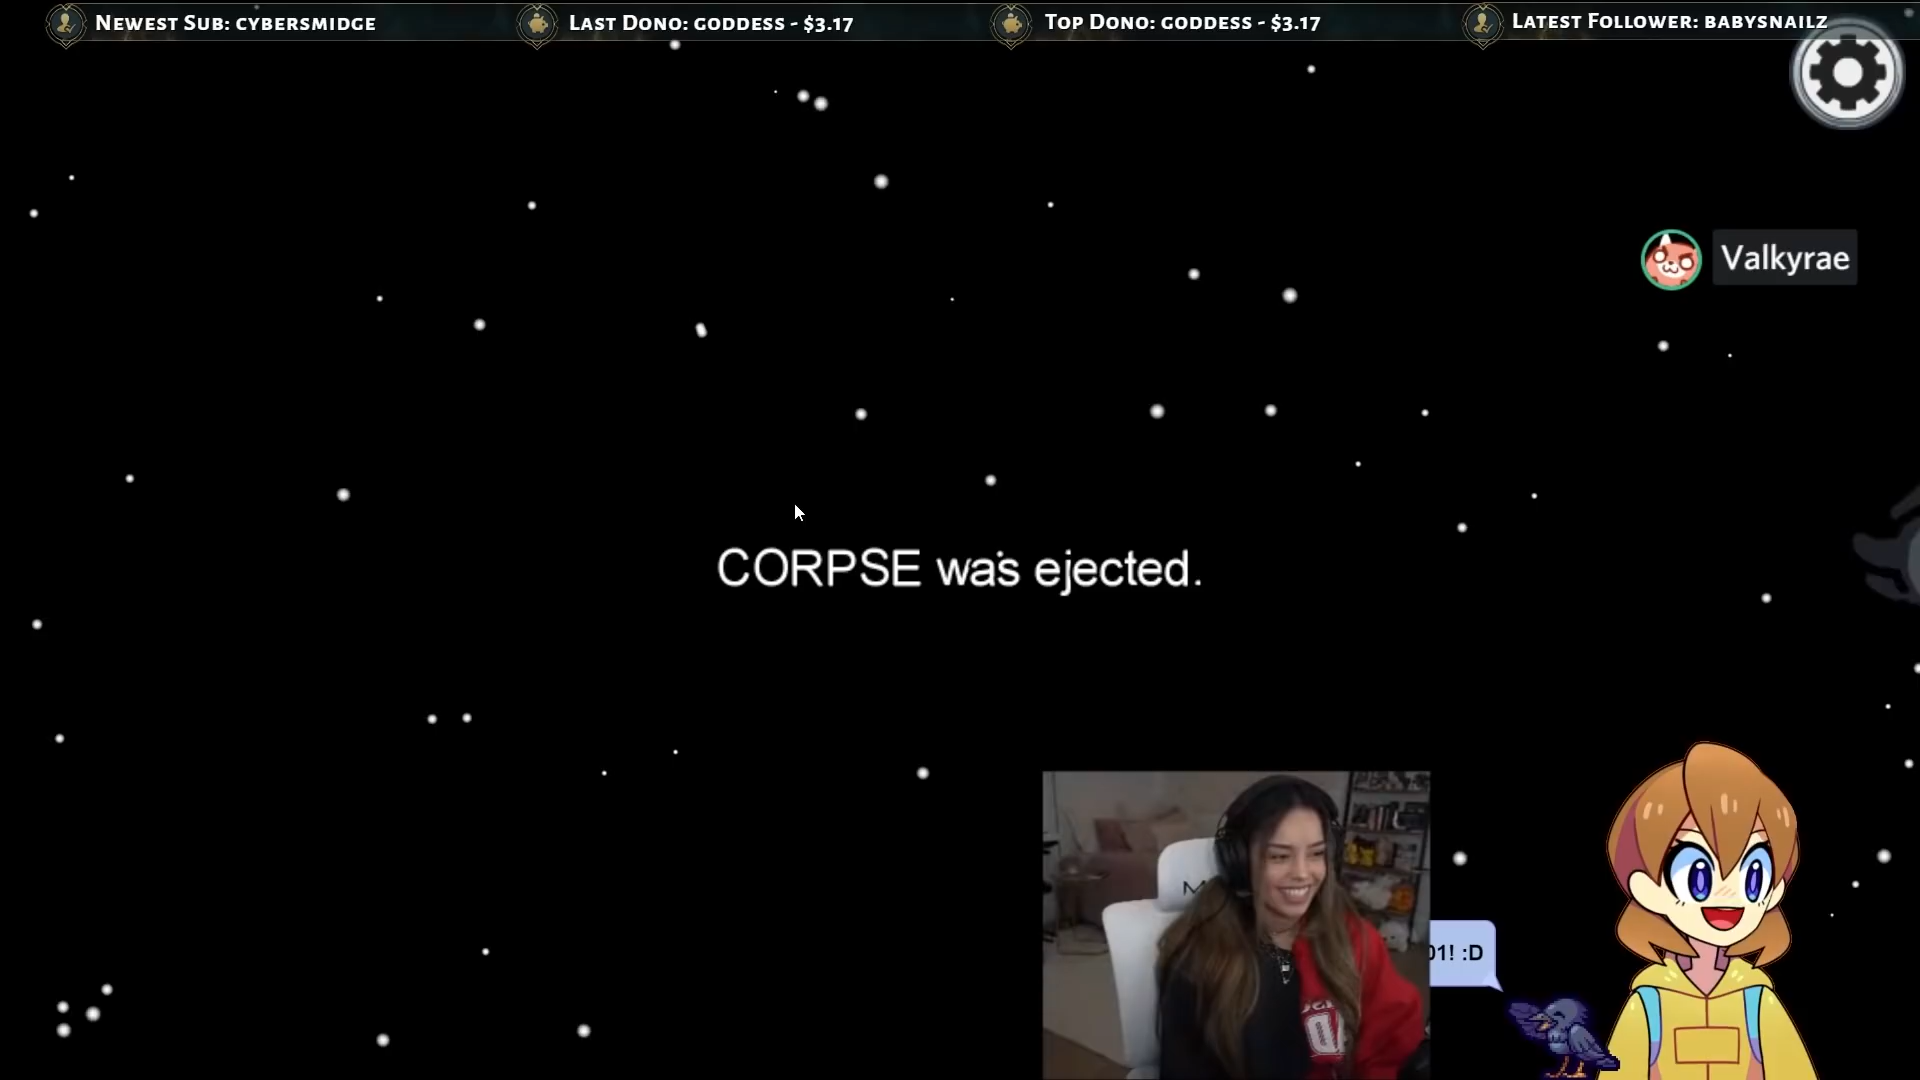 NEWEST SUB: CYBERSMIDGE
LAST DONO: GODDESS - $3.17
TOP DONO: GODDESS - $3.17
LATEST FOLLOWER: BABYSNAILZ
Valkyrae
CORPSE was ejected.
01! :D